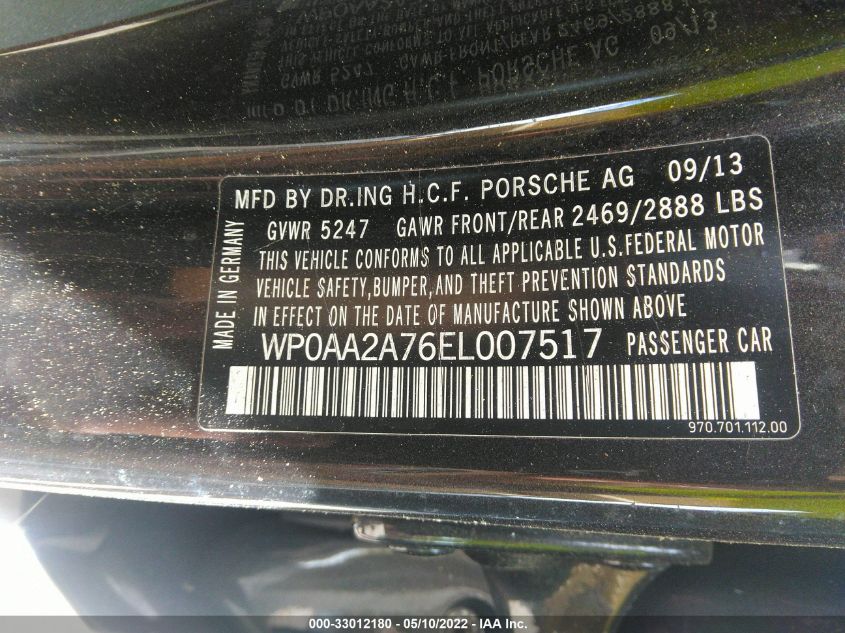 MFD BY DR.ING H.C.F. PORSCHE AG 09/13
GVWR 5247 GAWR FRONT/REAR 2469/2888 LBS
THIS VEHICLE CONFORMS TO ALL APPLICABLE U.S.FEDERAL MOTOR
VEHICLE SAFETY,BUMPER,AND THEFT PREVENTION STANDARDS
IN EFFECT ON THE DATE OF MANUFACTURE SHOWN ABOVE
WP0AA2A76EL007517 PASSENGER CAR
MADE IN GERMANY
970.701.112.00
000-33012180 - 05/10/2022 - IAA Inc.